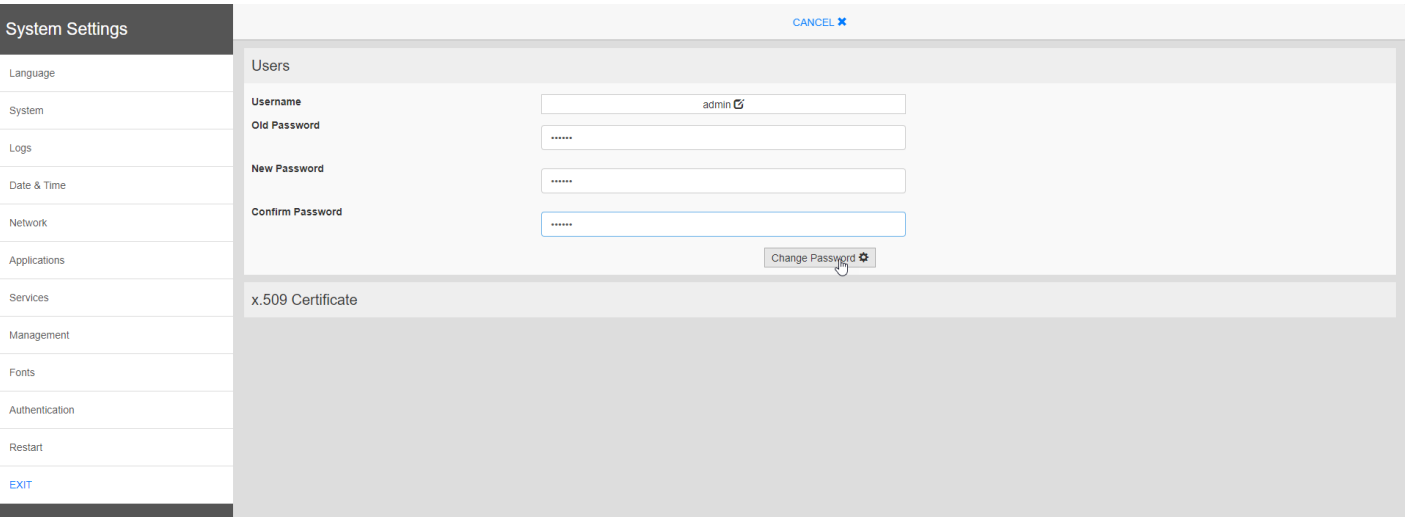 System Settings
Language
System
Logs
Date & Time
Network
Applications
Services
Management
Fonts
Authentication
Restart
EXIT
CANCEL ✖
Users
Username
admin
Old Password
••••••
New Password
••••••
Confirm Password
••••••
Change Password
x.509 Certificate